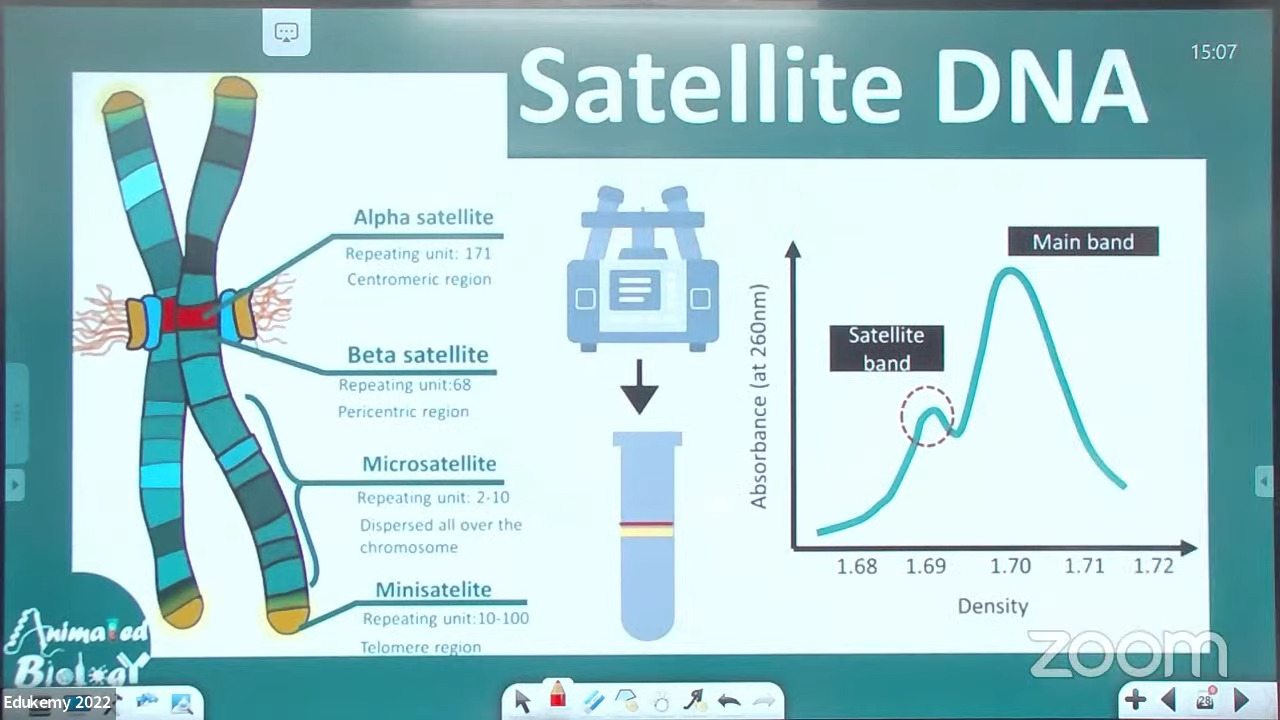 Satellite DNA
15:07
Alpha satellite
Repeating unit: 171
Centromeric region
Beta satellite
Repeating unit:68
Pericentric region
Microsatellite
Repeating unit: 2-10
Dispersed all over the
chromosome
Minisatelite
Repeating unit:10-100
Telomere region
Main band
Satellite
band
Absorbance (at 260nm)
1.68 1.69 1.70 1.71 1.72
Density
Animated
Biology
zoom
Edukemy 2022
28